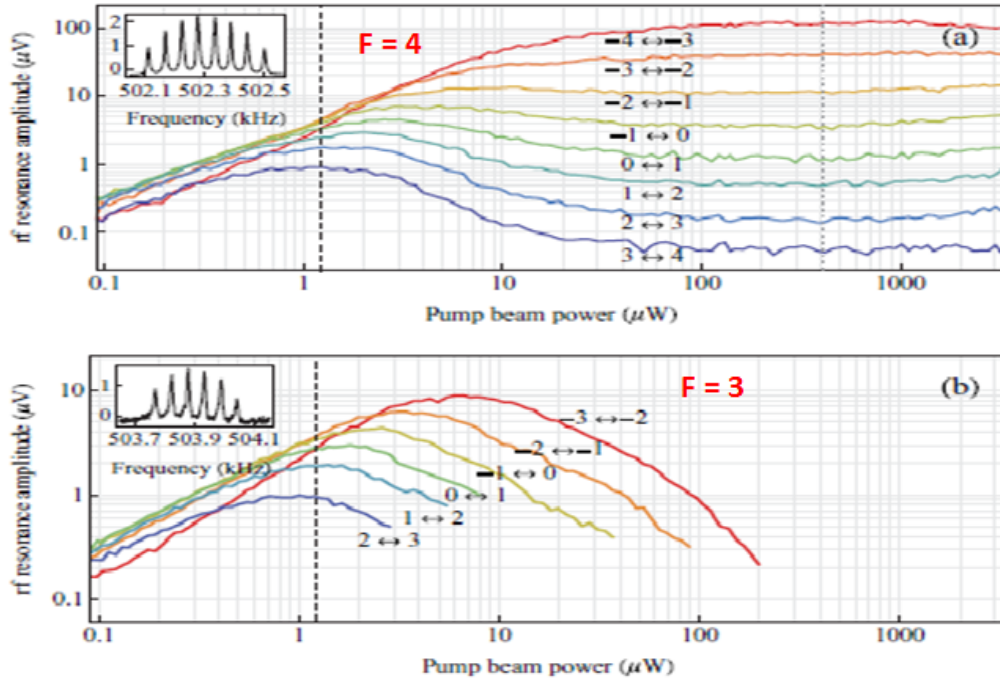 100
10
1
0.1
rf resonance amplitude (μV)
2
1
0
502.1 502.3 502.5
Frequency (kHz)
F = 4
(a)
−4 ↔ −3
−3 ↔ −2
−2 ↔ −1
−1 ↔ 0
0 ↔ 1
1 ↔ 2
2 ↔ 3
3 ↔ 4
0.1 1 10 100 1000
Pump beam power (μW)
10
1
0.1
rf resonance amplitude (μV)
1
0
503.7 503.9 504.1
Frequency (kHz)
F = 3
(b)
−3 ↔ −2
−2 ↔ −1
−1 ↔ 0
0 ↔ 1
1 ↔ 2
2 ↔ 3
0.1 1 10 100 1000
Pump beam power (μW)